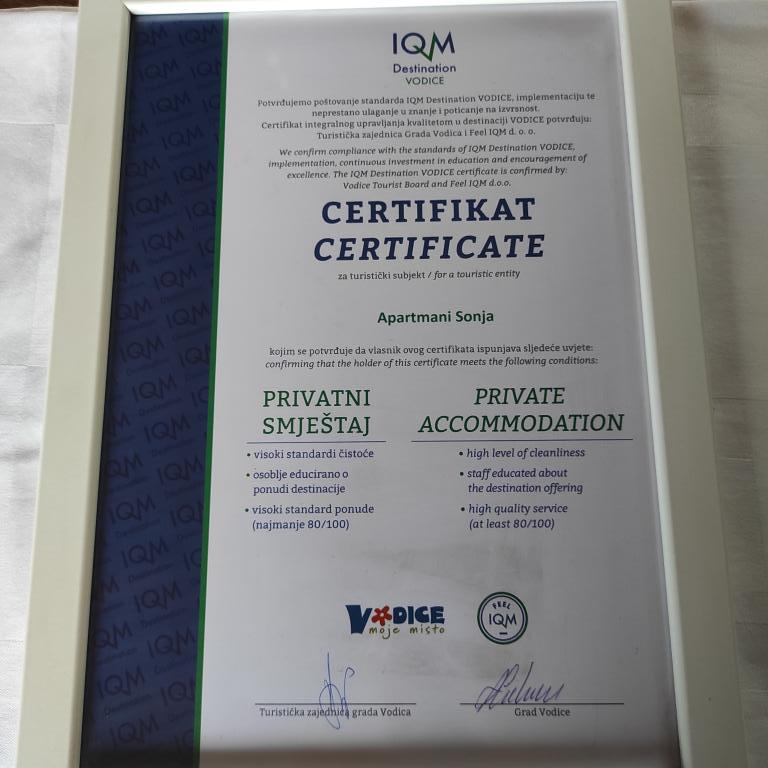 IQM
Destination
VODICE
Potvrđujemo poštovanje standarda IQM Destination VODICE, implementaciju te
neprestano ulaganje u znanje i poticanje na izvrsnost.
Certifikat integralnog upravljanja kvalitetom u destinaciji VODICE potvrđuju:
Turistička zajednica Grada Vodica i Feel IQM d. o. o.
We confirm compliance with the standards of IQM Destination VODICE,
implementation, continuous investment in education and encouragement of
excellence. The IQM Destination VODICE certificate is confirmed by:
Vodice Tourist Board and Feel IQM d.o.o.
CERTIFIKAT
CERTIFICATE
za turistički subjekt / for a touristic entity
Apartmani Sonja
kojim se potvrđuje da vlasnik ovog certifikata ispunjava sljedeće uvjete:
confirming that the holder of this certificate meets the following conditions:
PRIVATNI
SMJEŠTAJ
• visoki standardi čistoće
• osoblje educirano o
ponudi destinacije
• visoki standard ponude
(najmanje 80/100)
PRIVATE
ACCOMMODATION
• high level of cleanliness
• staff educated about
the destination offering
• high quality service
(at least 80/100)
VODICE
moje misto
FEEL
IQM
Turistička zajednica grada Vodica
Grad Vodice